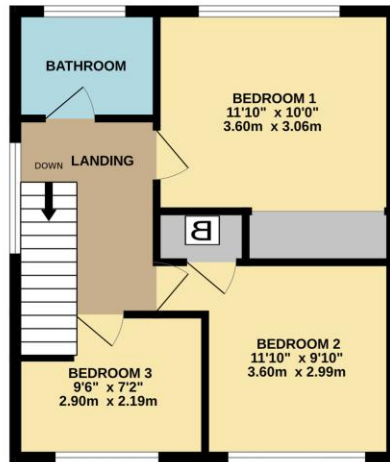 BATHROOM
BEDROOM 1
11'10" x 10'0"
3.60m x 3.06m
DOWN
LANDING
B
BEDROOM 2
11'10" x 9'10"
3.60m x 2.99m
BEDROOM 3
9'6" x 7'2"
2.90m x 2.19m